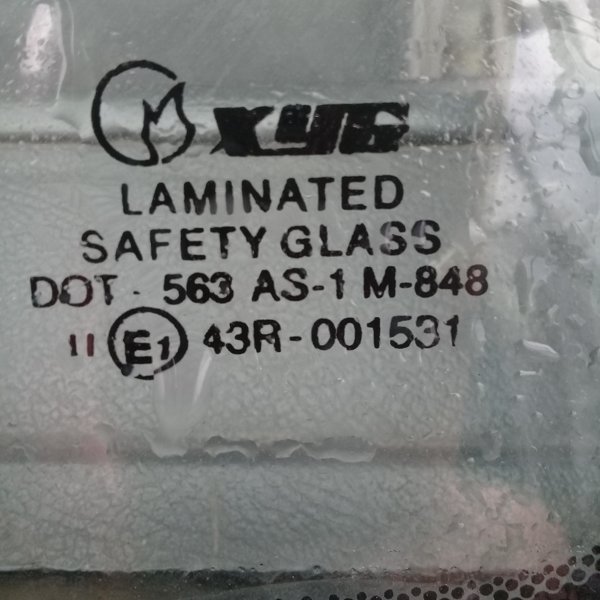 XYG
LAMINATED
SAFETY GLASS
DOT - 563 AS-1 M-848
II E1 43R-001531